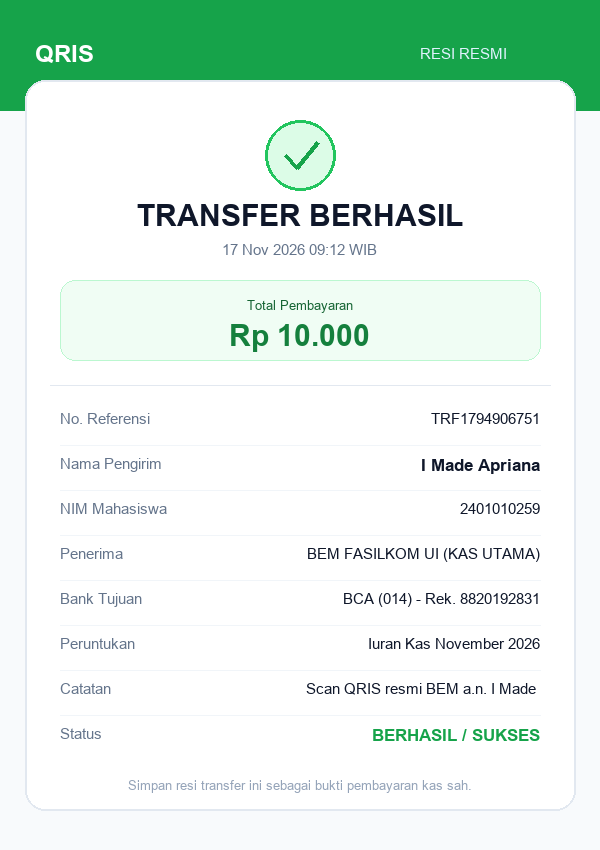 QRIS
RESI RESMI
TRANSFER BERHASIL
17 Nov 2026 09:12 WIB
Total Pembayaran
Rp 10.000
No. Referensi TRF1794906751
Nama Pengirim I Made Apriana
NIM Mahasiswa 2401010259
Penerima BEM FASILKOM UI (KAS UTAMA)
Bank Tujuan BCA (014) - Rek. 8820192831
Peruntukan Iuran Kas November 2026
Catatan Scan QRIS resmi BEM a.n. I Made
Status BERHASIL / SUKSES
Simpan resi transfer ini sebagai bukti pembayaran kas sah.